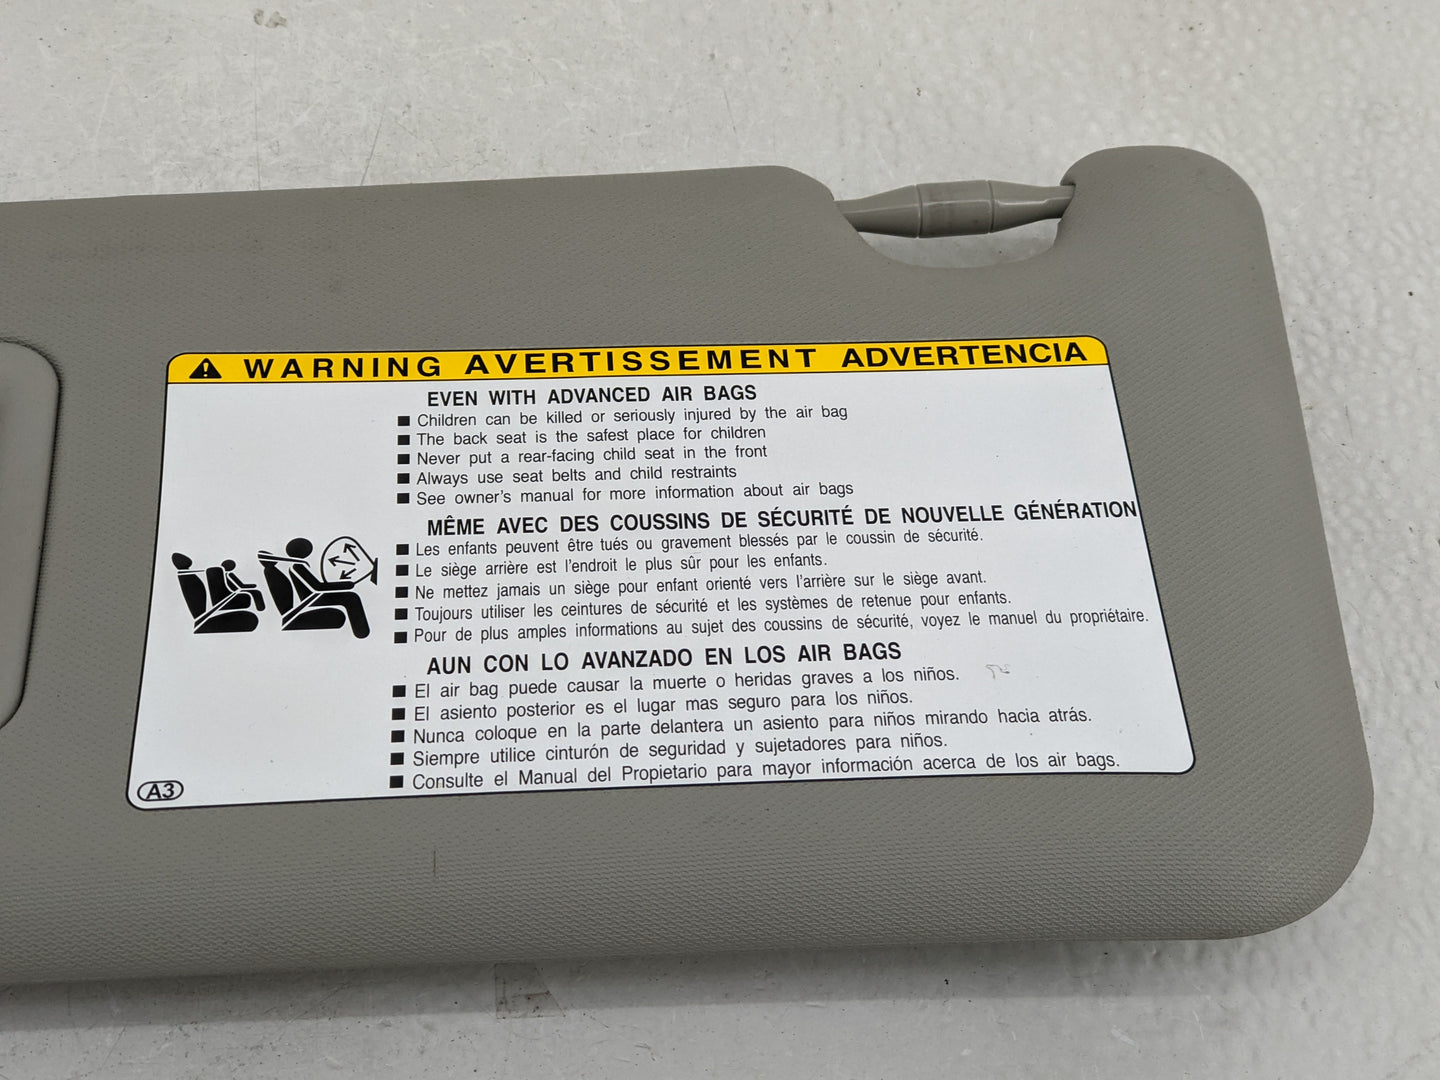 WARNING AVERTISSEMENT ADVERTENCIA
EVEN WITH ADVANCED AIR BAGS
■ Children can be killed or seriously injured by the air bag
■ The back seat is the safest place for children
■ Never put a rear-facing child seat in the front
■ Always use seat belts and child restraints
■ See owner's manual for more information about air bags
MÊME AVEC DES COUSSINS DE SÉCURITÉ DE NOUVELLE GÉNÉRATION
■ Les enfants peuvent être tués ou gravement blessés par le coussin de sécurité.
■ Le siège arrière est l'endroit le plus sûr pour les enfants.
■ Ne mettez jamais un siège pour enfant orienté vers l'arrière sur le siège avant.
■ Toujours utiliser les ceintures de sécurité et les systèmes de retenue pour enfants.
■ Pour de plus amples informations au sujet des coussins de sécurité, voyez le manuel du propriétaire.
AUN CON LO AVANZADO EN LOS AIR BAGS
■ El air bag puede causar la muerte o heridas graves a los niños.
■ El asiento posterior es el lugar mas seguro para los niños.
■ Nunca coloque en la parte delantera un asiento para niños mirando hacia atrás.
■ Siempre utilice cinturón de seguridad y sujetadores para niños.
■ Consulte el Manual del Propietario para mayor información acerca de los air bags.
A3